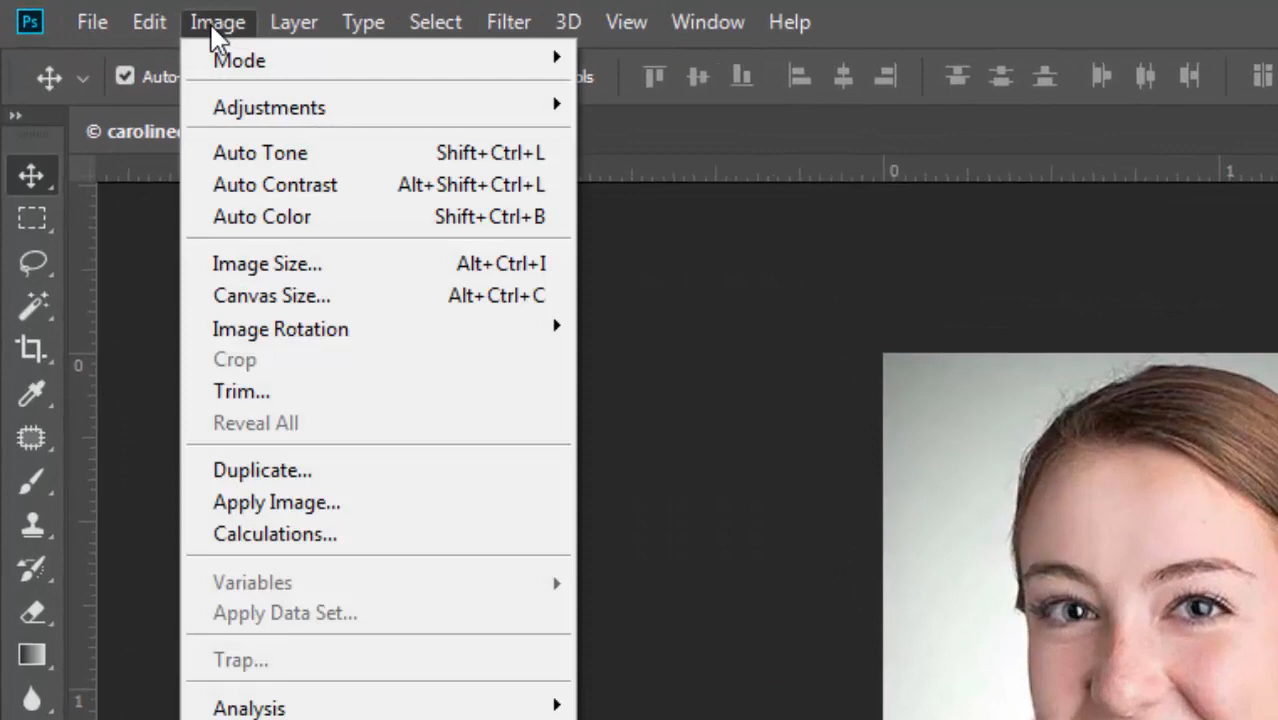 Ps File Edit Image Layer Type Select Filter 3D View Window Help
Mode
Auto-
Adjustments
© caroline
Auto Tone Shift+Ctrl+L
0 1
Auto Contrast Alt+Shift+Ctrl+L
Auto Color Shift+Ctrl+B
Image Size... Alt+Ctrl+I
Canvas Size... Alt+Ctrl+C
Image Rotation
Crop
0
Trim...
Reveal All
Duplicate...
Apply Image...
Calculations...
Variables
Apply Data Set...
Trap...
Analysis
1